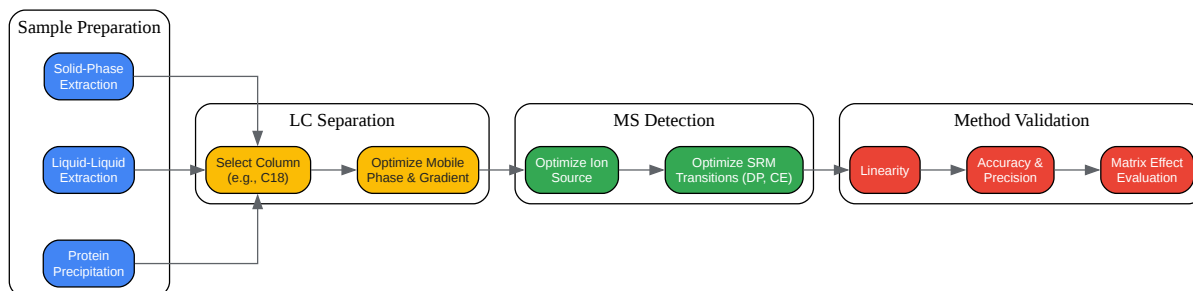 Sample Preparation
Solid-Phase
Extraction
Liquid-Liquid
Extraction
Protein
Precipitation
LC Separation
Select Column
(e.g., C18)
Optimize Mobile
Phase & Gradient
MS Detection
Optimize Ion
Source
Optimize SRM
Transitions (DP, CE)
Method Validation
Linearity
Accuracy &
Precision
Matrix Effect
Evaluation